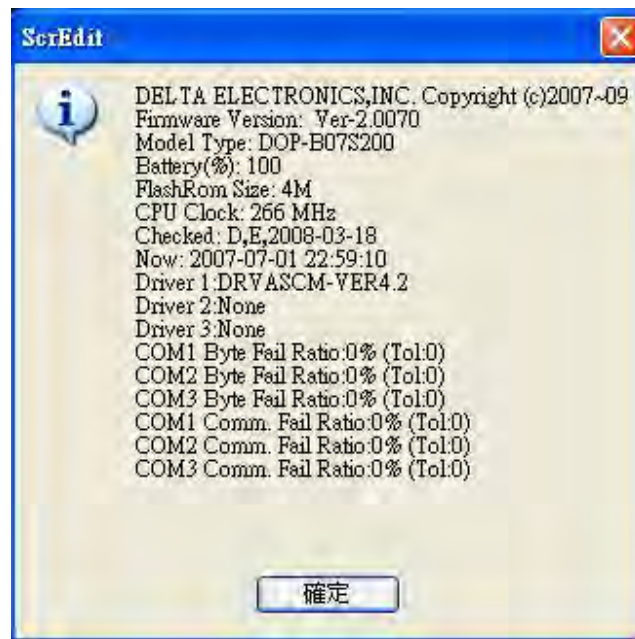 ScrEdit
DELTA ELECTRONICS,INC. Copyright (c)2007~09
Firmware Version: Ver-2.0070
Model Type: DOP-B07S200
Battery(%): 100
FlashRom Size: 4M
CPU Clock: 266 MHz
Checked: D,E,2008-03-18
Now: 2007-07-01 22:59:10
Driver 1:DRVASCM-VER4.2
Driver 2:None
Driver 3:None
COM1 Byte Fail Ratio:0% (Tol:0)
COM2 Byte Fail Ratio:0% (Tol:0)
COM3 Byte Fail Ratio:0% (Tol:0)
COM1 Comm. Fail Ratio:0% (Tol:0)
COM2 Comm. Fail Ratio:0% (Tol:0)
COM3 Comm. Fail Ratio:0% (Tol:0)
確定